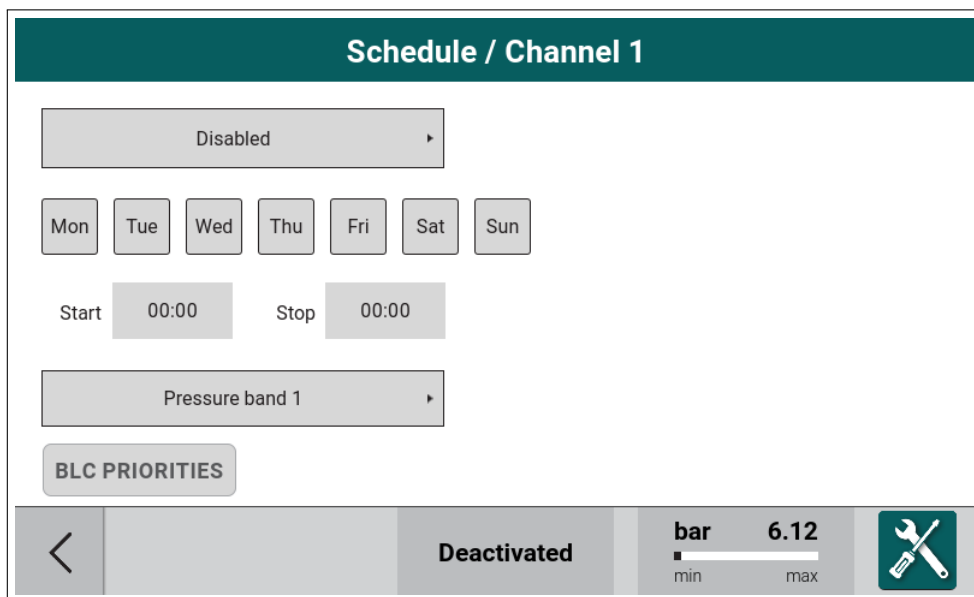 Schedule / Channel 1
Disabled
Mon Tue Wed Thu Fri Sat Sun
Start 00:00 Stop 00:00
Pressure band 1
BLC PRIORITIES
Deactivated
bar 6.12
min max